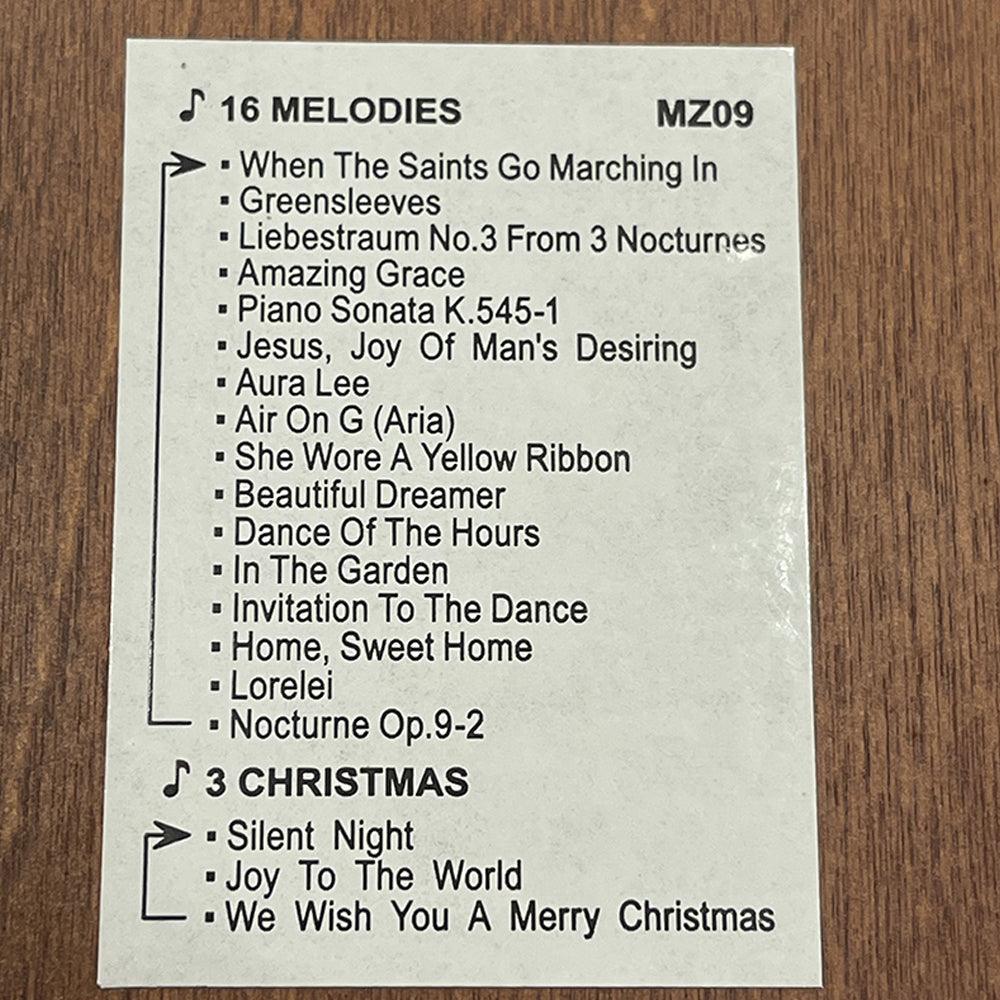 ♪ 16 MELODIES MZ09
▪ When The Saints Go Marching In
▪ Greensleeves
▪ Liebestraum No.3 From 3 Nocturnes
▪ Amazing Grace
▪ Piano Sonata K.545-1
▪ Jesus, Joy Of Man's Desiring
▪ Aura Lee
▪ Air On G (Aria)
▪ She Wore A Yellow Ribbon
▪ Beautiful Dreamer
▪ Dance Of The Hours
▪ In The Garden
▪ Invitation To The Dance
▪ Home, Sweet Home
▪ Lorelei
▪ Nocturne Op.9-2
♪ 3 CHRISTMAS
▪ Silent Night
▪ Joy To The World
▪ We Wish You A Merry Christmas